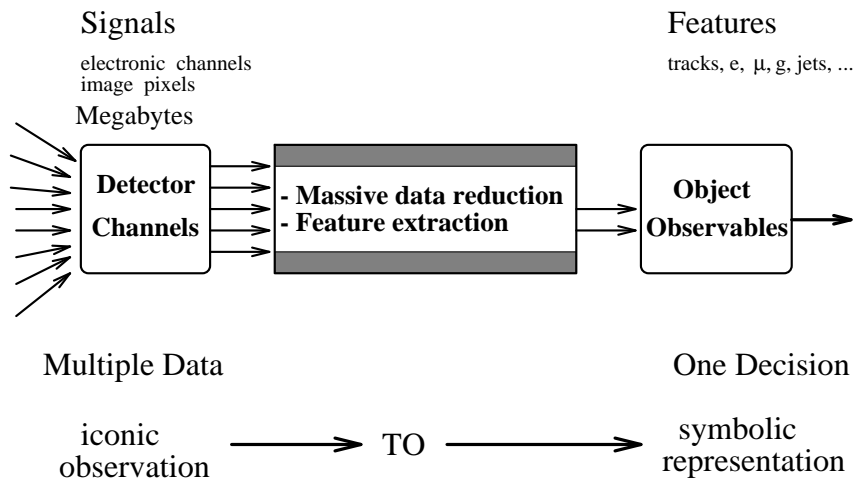 Signals
electronic channels
image pixels
Megabytes
Features
tracks, e, μ, g, jets, ...
Detector
Channels
- Massive data reduction
- Feature extraction
Object
Observables
Multiple Data
One Decision
iconic
observation
TO
symbolic
representation